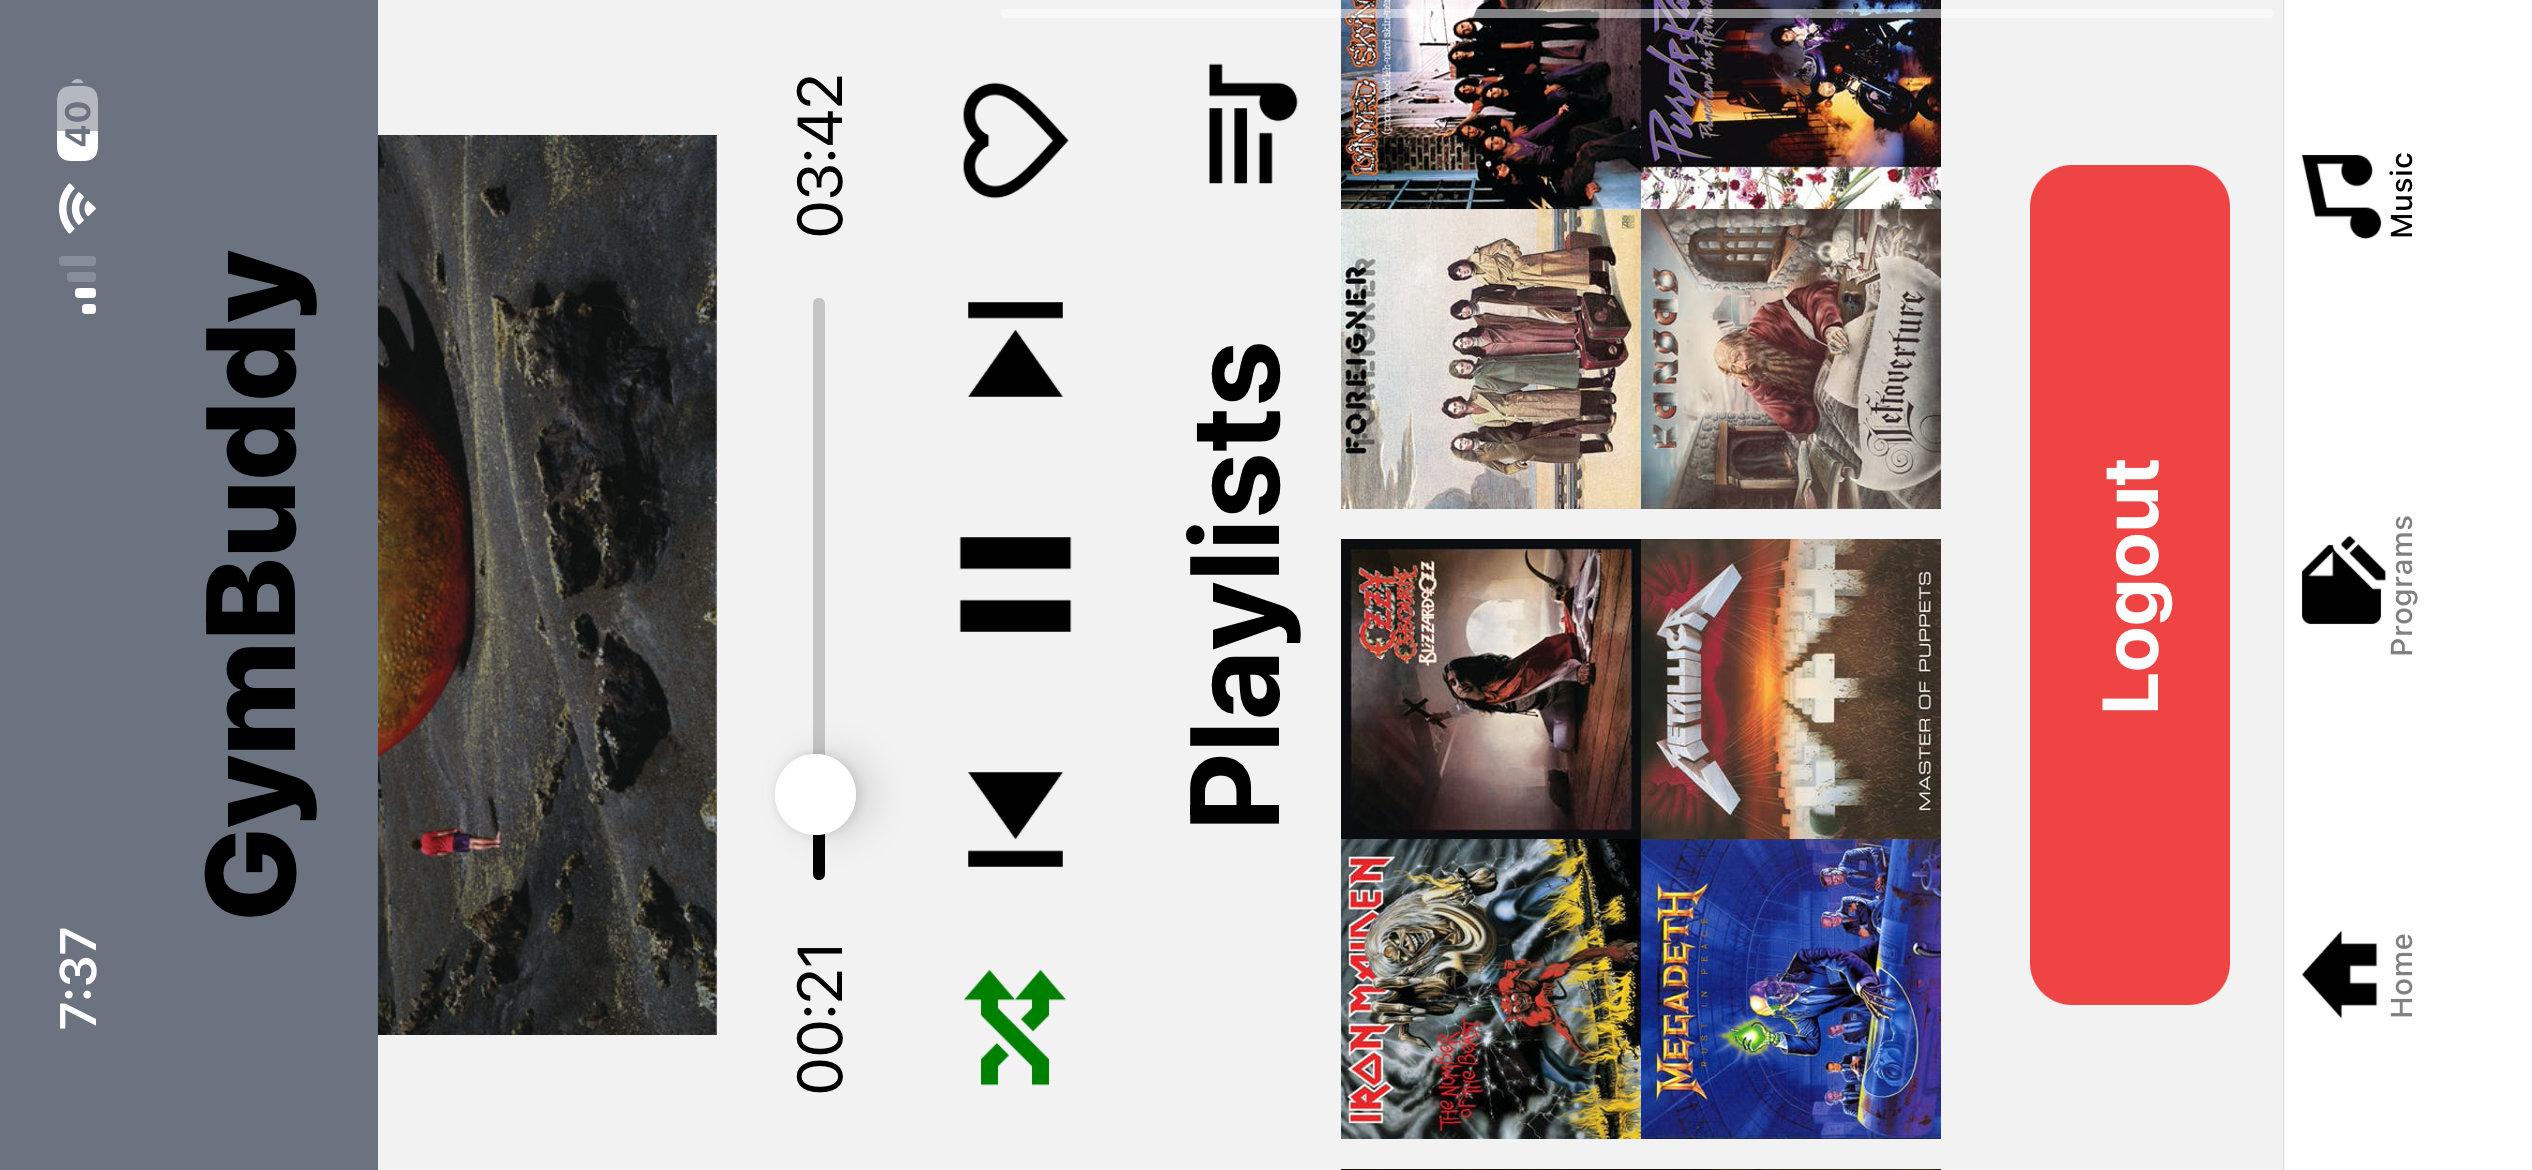 7:37
40
GymBuddy
00:21
03:42
Playlists
IRON MAIDEN
THE NUMBER
OF THE BEAST
OZZY
OSBOURNE
BLIZZARD OF OZZ
FOREIGNER
LYNYRD SKYN
MEGADETH
RUST IN PEACE
METALLICA
MASTER OF PUPPETS
KANSAS
Leftoverture
Purple Ra
Logout
Home
Programs
Music